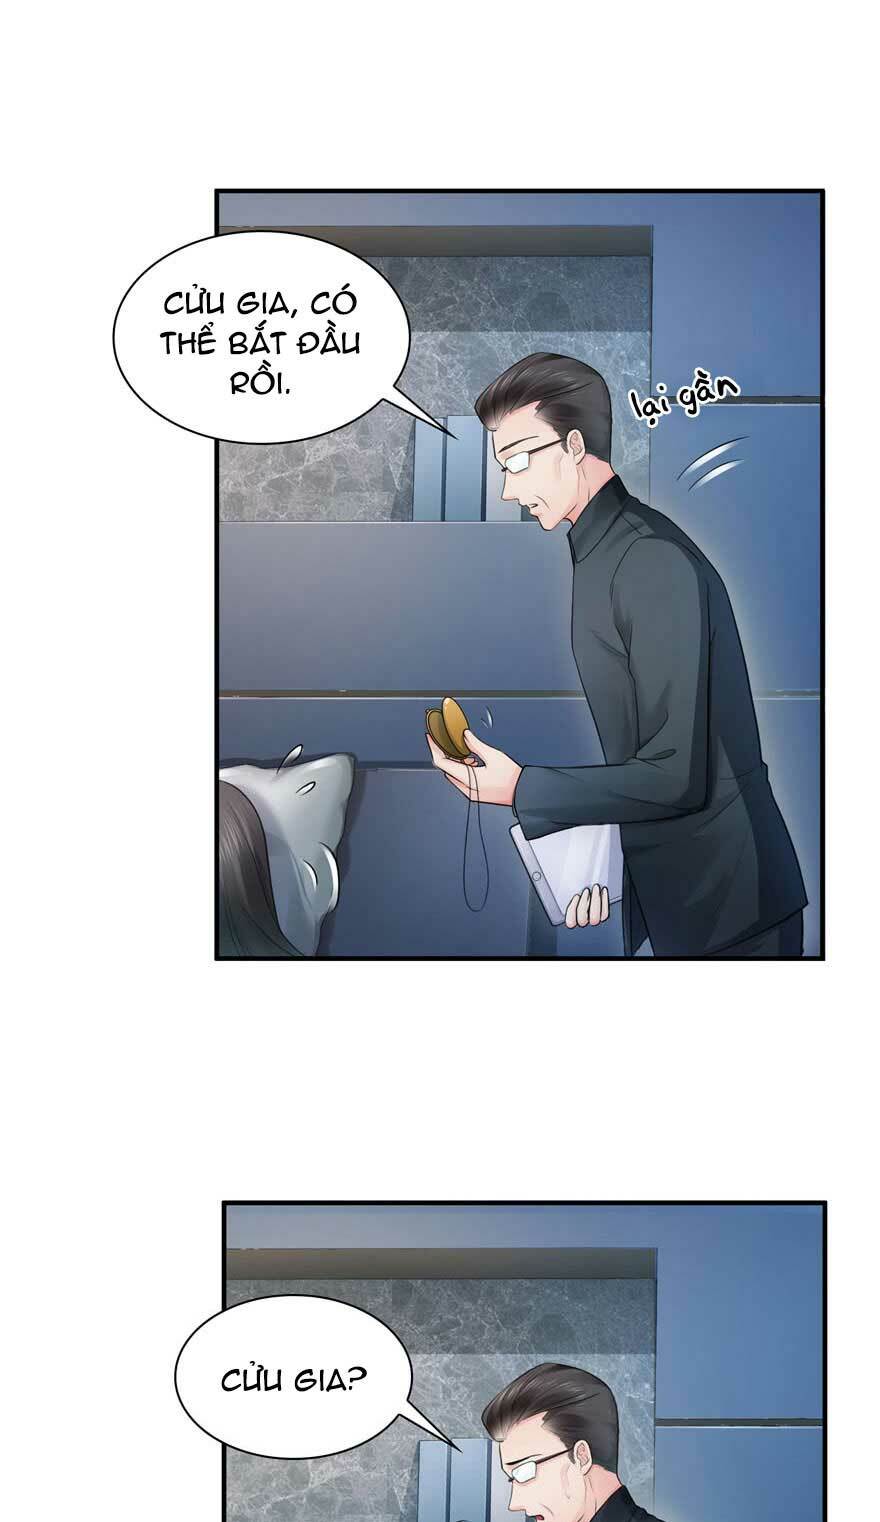 CỬU GIA, CÓ
THỂ BẮT ĐẦU
RỒI.
lại gần
CỬU GIA?